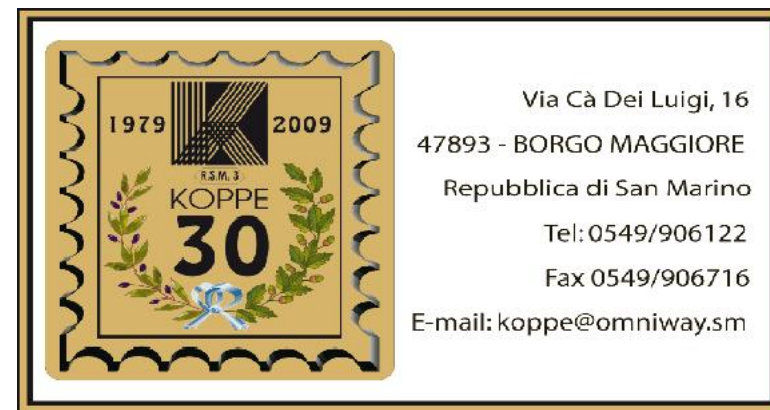 1979
2009
R.S.M. 3
KOPPE
30
Via Cà Dei Luigi, 16
47893 - BORGO MAGGIORE
Repubblica di San Marino
Tel: 0549/906122
Fax 0549/906716
E-mail: koppe@omniway.sm